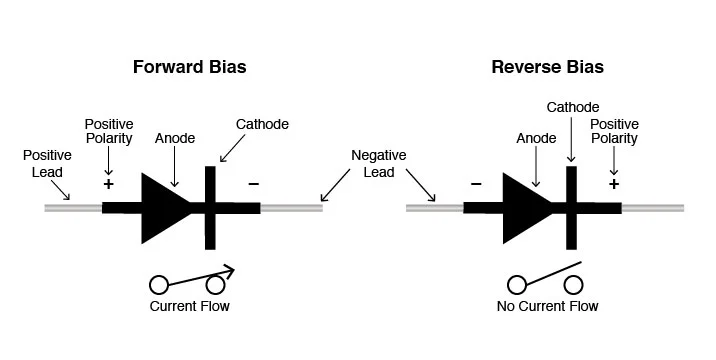 Forward Bias
Positive
Polarity
Anode
Cathode
Positive
Lead
+
−
Current Flow
Negative
Lead
Reverse Bias
Cathode
Anode
Positive
Polarity
−
+
No Current Flow